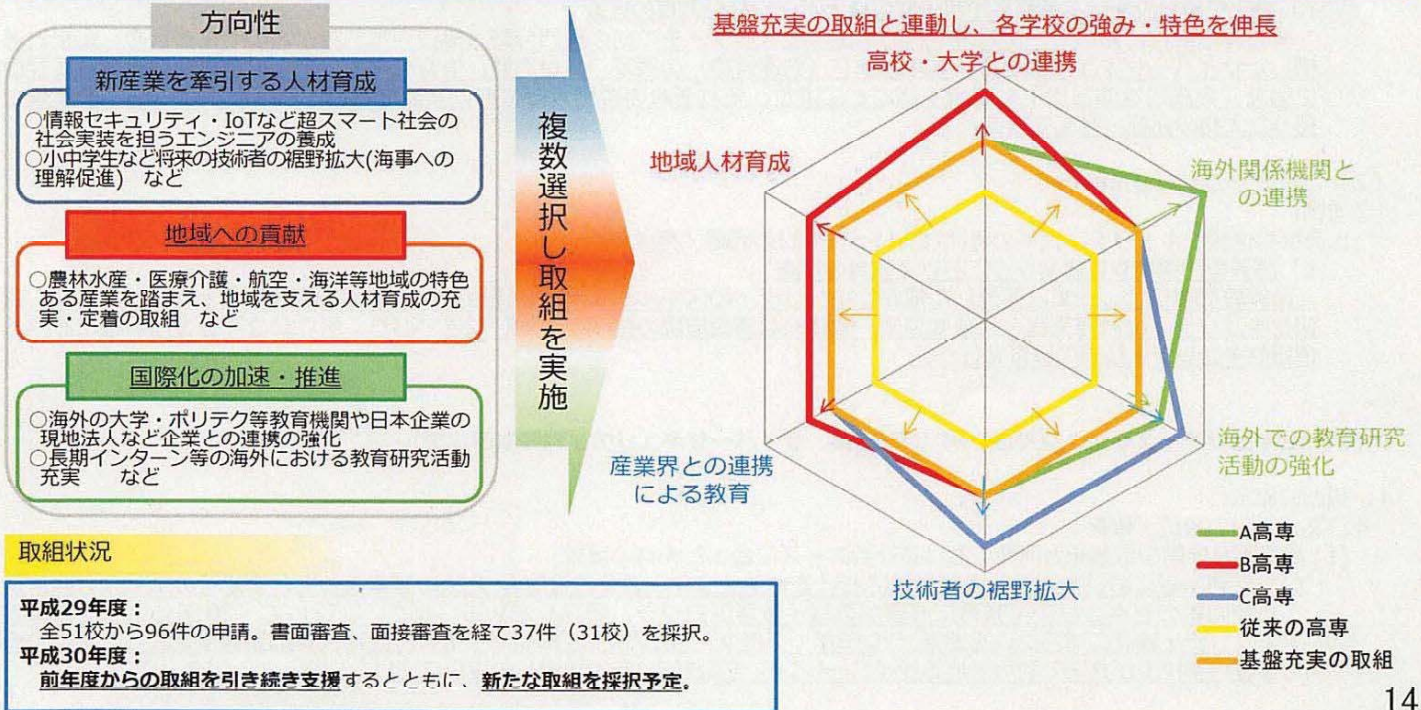 方向性
新産業を牽引する人材育成
○情報セキュリティ・IoTなど超スマート社会の
社会実装を担うエンジニアの養成
○小中学生など将来の技術者の裾野拡大(海事への
理解促進) など
地域への貢献
○農林水産・医療介護・航空・海洋等地域の特色
ある産業を踏まえ、地域を支える人材育成の充
実・定着の取組 など
国際化の加速・推進
○海外の大学・ポリテク等教育機関や日本企業の
現地法人など企業との連携の強化
○長期インターン等の海外における教育研究活動
充実 など
複数選択し取組を実施
基盤充実の取組と連動し、各学校の強み・特色を伸長
高校・大学との連携
地域人材育成
海外関係機関と
の連携
産業界との連携
による教育
海外での教育研究
活動の強化
技術者の裾野拡大
A高専
B高専
C高専
従来の高専
基盤充実の取組
取組状況
平成29年度：
全51校から96件の申請。書面審査、面接審査を経て37件（31校）を採択。
平成30年度：
前年度からの取組を引き続き支援するとともに、新たな取組を採択予定。
14